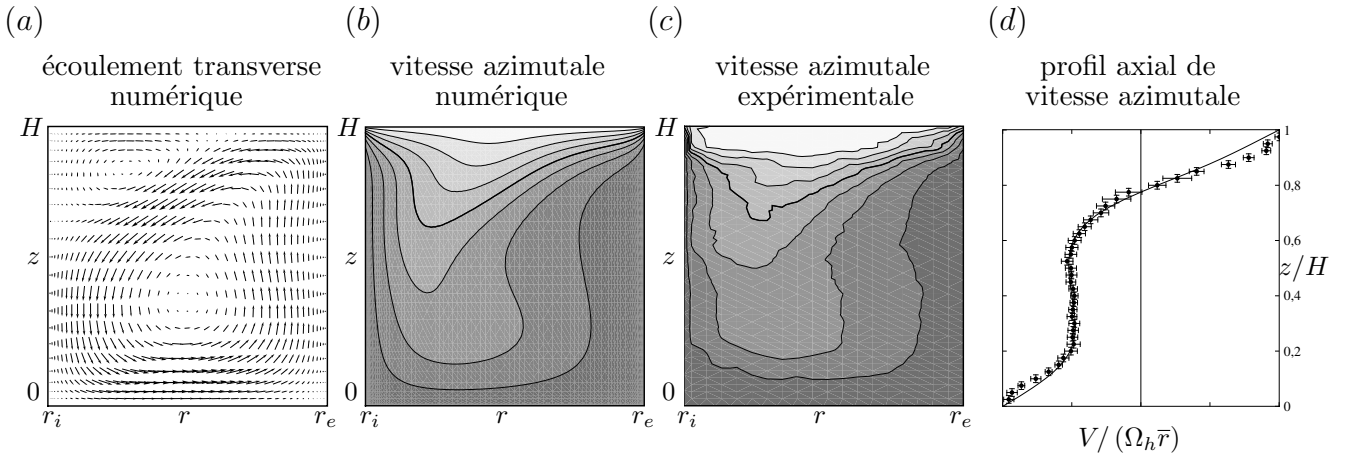 (a) (b) (c) (d)
écoulement transverse
numérique
vitesse azimutale
numérique
vitesse azimutale
expérimentale
profil axial de
vitesse azimutale
H
z
0
r_i r r_e
H
z
0
r_i r r_e
H
z
0
r_i r r_e
1
0,8
0,6
z/H
0,4
0,2
0
V/(Ω_h r̅)